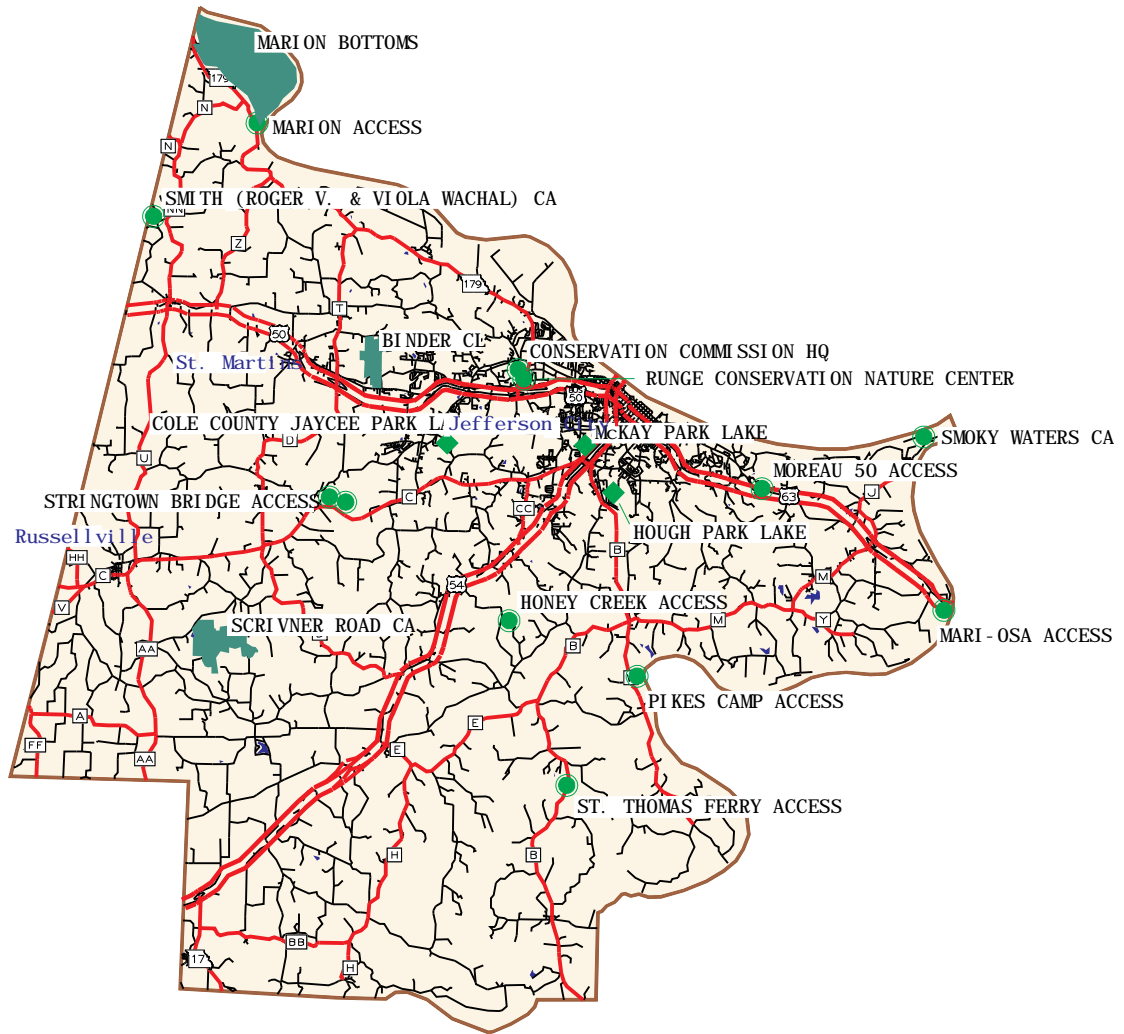 MARION BOTTOMS
179
N
MARION ACCESS
N
SMITH (ROGER V. & VIOLA WACHAL) CA
NN
Z
179
T
50
BINDER CL
CONSERVATION COMMISSION HQ
St. Martins
RUNGE CONSERVATION NATURE CENTER
50
COLE COUNTY JAYCEE PARK LA
Jefferson City
McKAY PARK LAKE
D
SMOKY WATERS CA
U
MOREAU 50 ACCESS
STRINGTOWN BRIDGE ACCESS
C
63
J
CC
HOUGH PARK LAKE
Russellville
HH
B
C
54
M
V
HONEY CREEK ACCESS
SCRIVNER ROAD CA
M
Y
MARI-OSA ACCESS
AA
B
PIKES CAMP ACCESS
A
E
FF
E
AA
ST. THOMAS FERRY ACCESS
H
B
BB
17
H